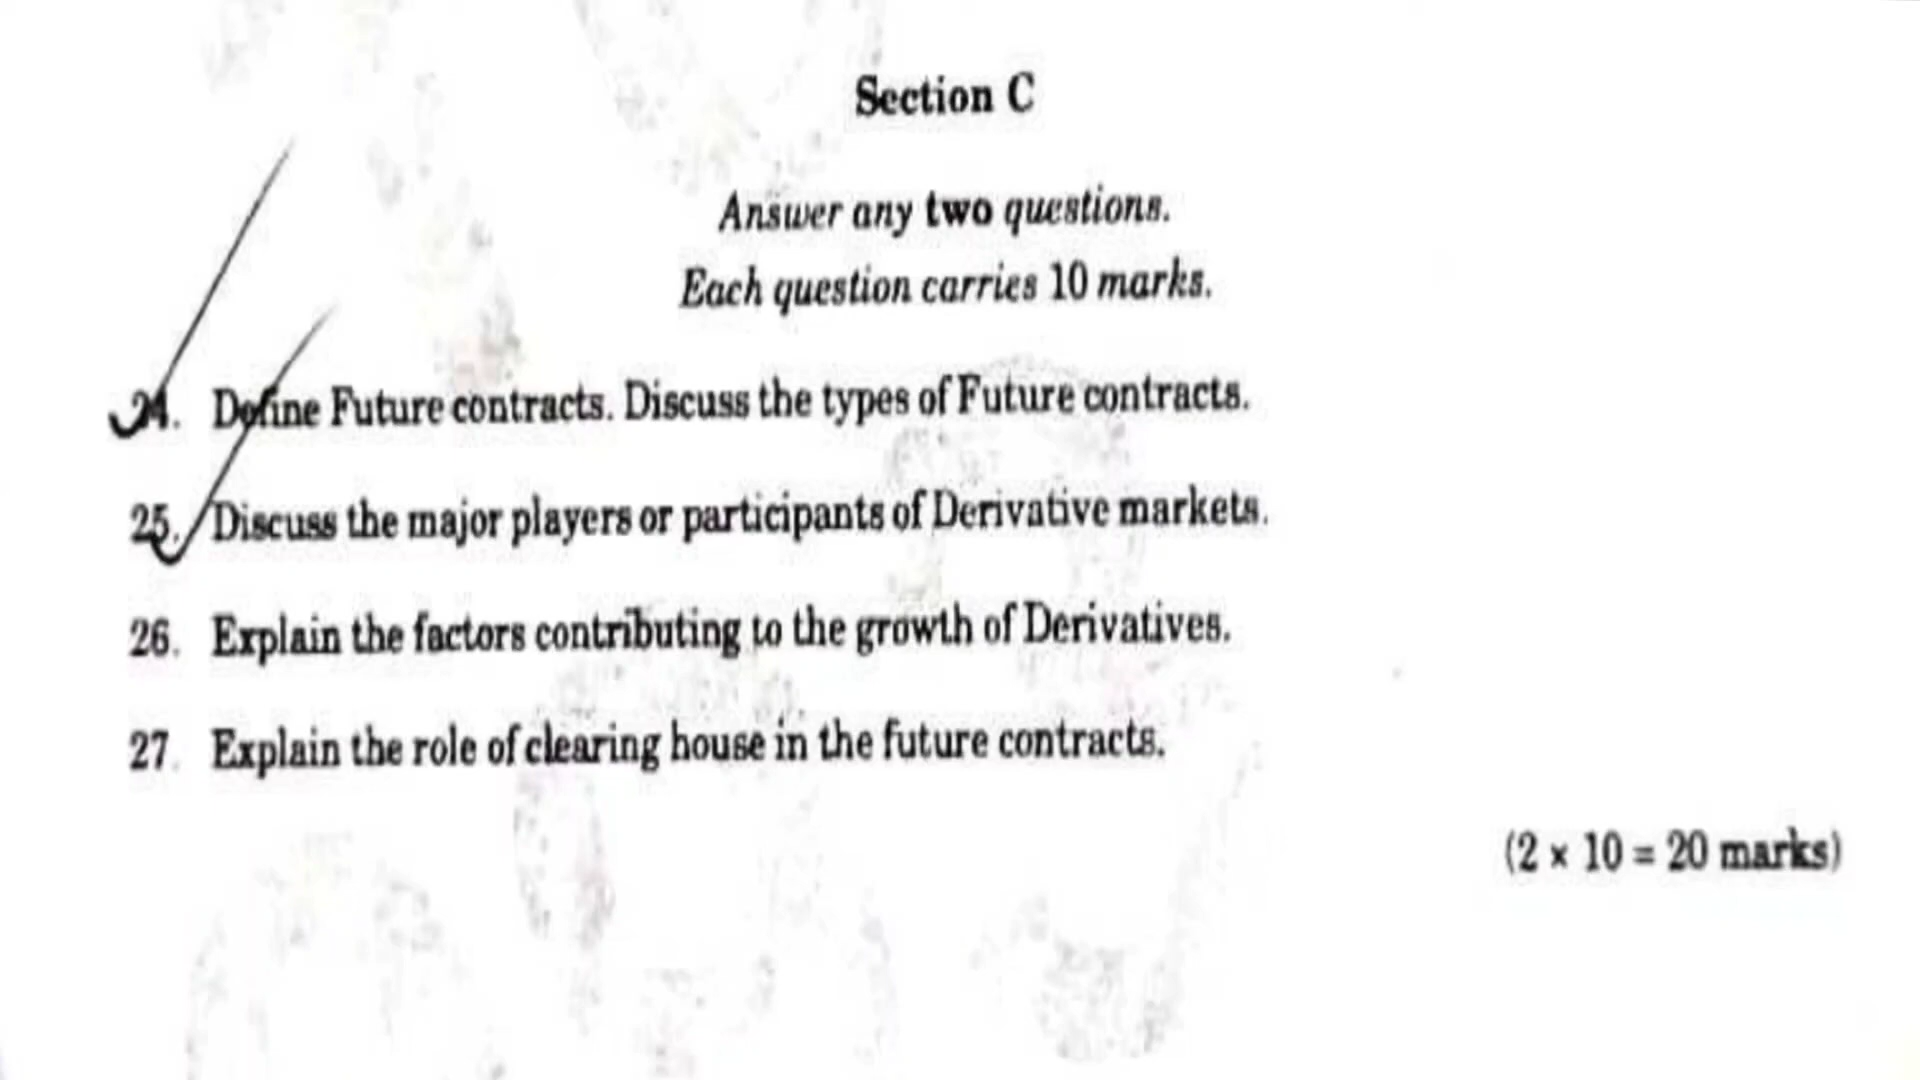 Section C
Answer any two questions.
Each question carries 10 marks.
24. Define Future contracts. Discuss the types of Future contracts.
25. Discuss the major players or participants of Derivative markets.
26. Explain the factors contributing to the growth of Derivatives.
27. Explain the role of clearing house in the future contracts.
(2 × 10 = 20 marks)